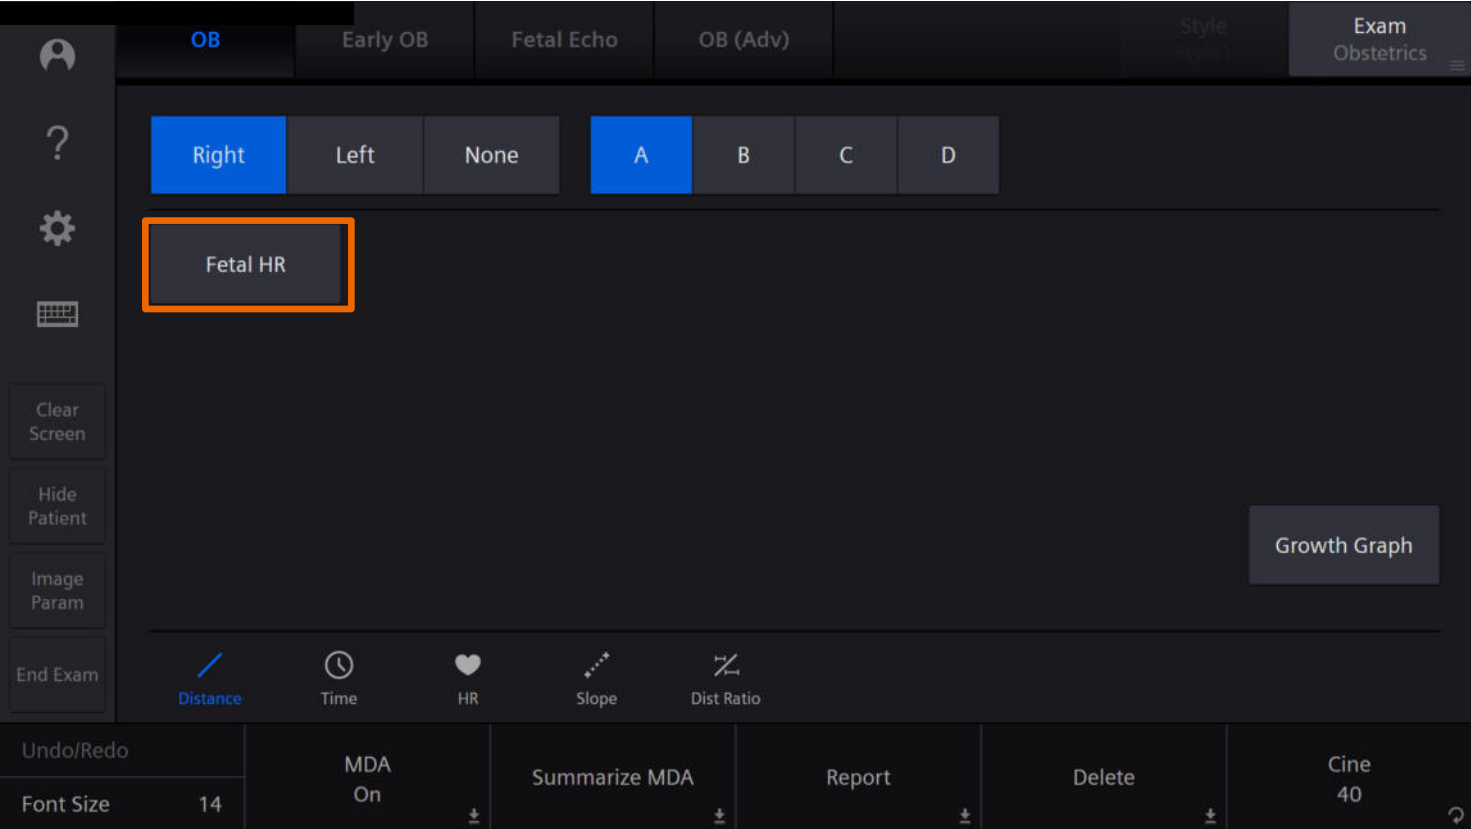 OB
Early OB
Fetal Echo
OB (Adv)
Style
Style1
Exam
Obstetrics
Right
Left
None
A
B
C
D
Fetal HR
Clear
Screen
Hide
Patient
Image
Param
End Exam
Growth Graph
Distance
Time
HR
Slope
Dist Ratio
Undo/Redo
Font Size 14
MDA
On
Summarize MDA
Report
Delete
Cine
40